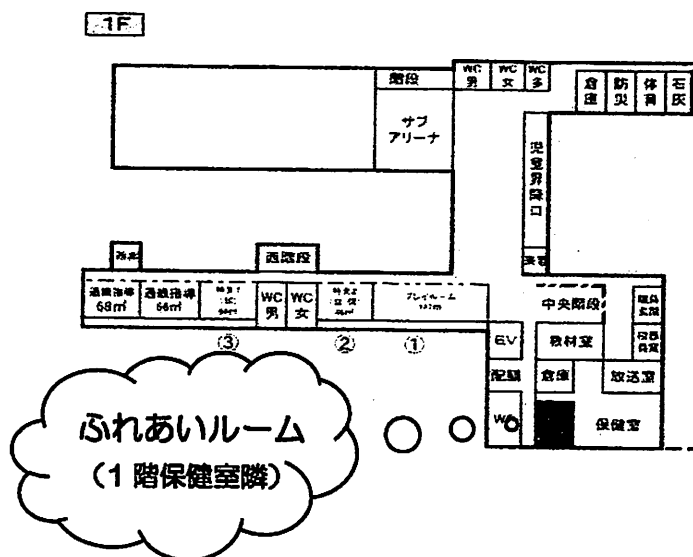 1F
階段
WC
男
WC
女
WC
多
倉庫
防災
体育
石灰
サブ
アリーナ
児童昇降口
西階段
通級指導
68㎡
通級指導
66㎡
WC
男
WC
女
プレイルーム
中央階段
EV
教材室
配膳
倉庫
放送室
保健室
③
②
①
ふれあいルーム
（1階保健室隣）